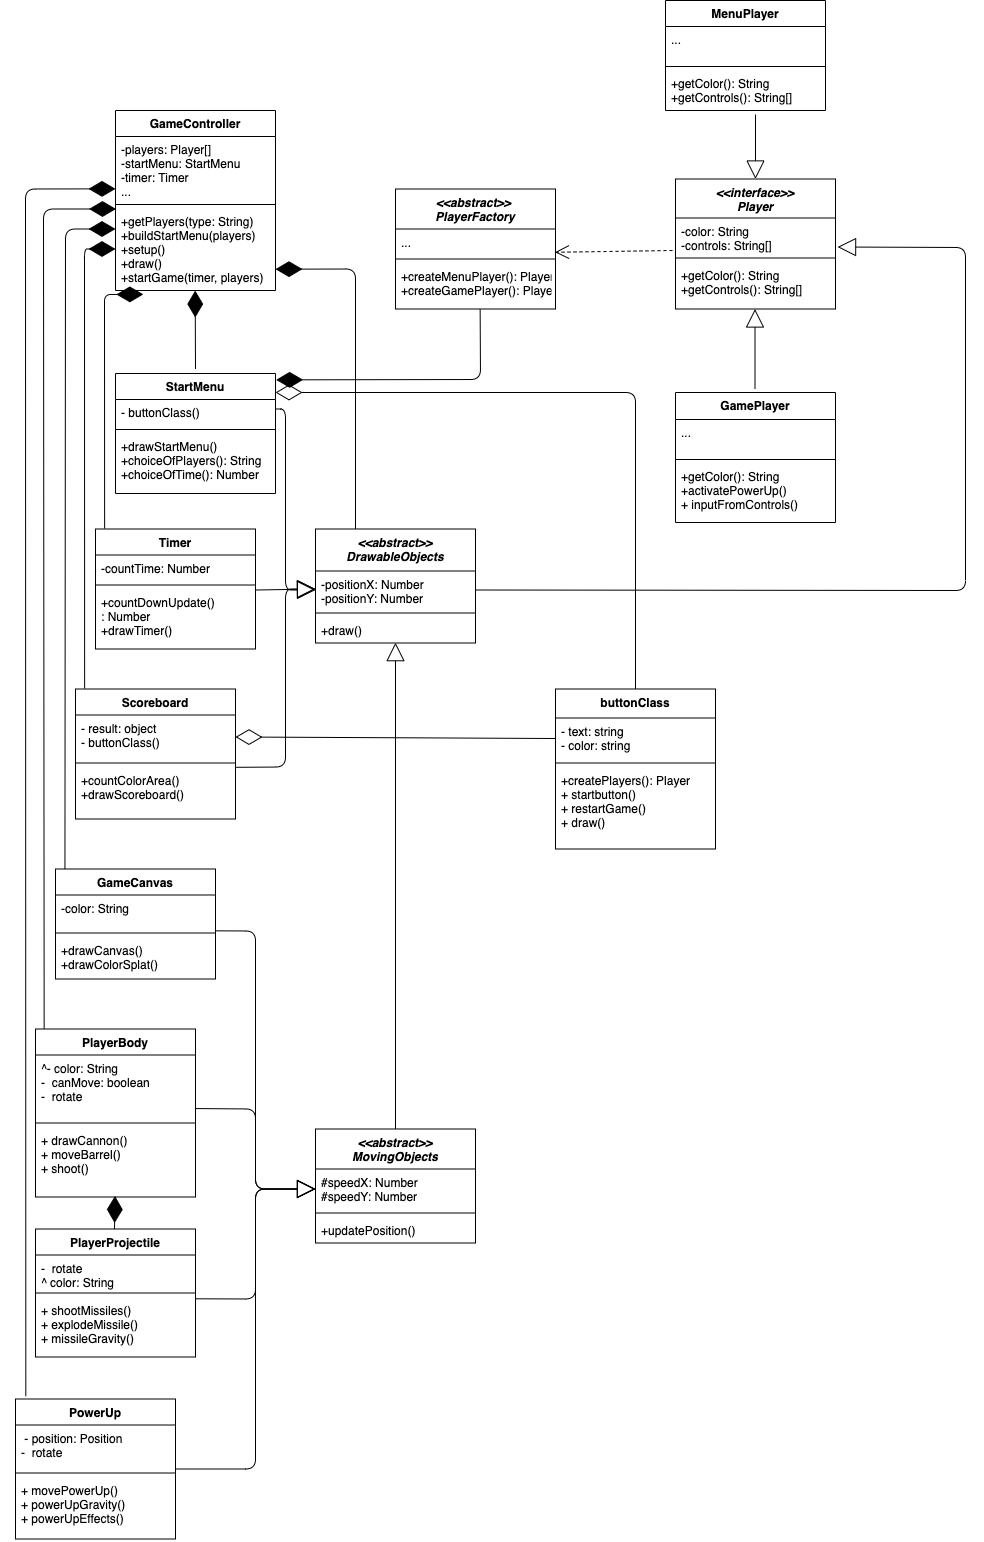 MenuPlayer
...
+getColor(): String
+getControls(): String[]
GameController
-players: Player[]
-startMenu: StartMenu
-timer: Timer
...
+getPlayers(type: String)
+buildStartMenu(players)
+setup()
+draw()
+startGame(timer, players)
<<abstract>>
PlayerFactory
...
+createMenuPlayer(): Player
+createGamePlayer(): Playe
<<interface>>
Player
-color: String
-controls: String[]
+getColor(): String
+getControls(): String[]
StartMenu
- buttonClass()
+drawStartMenu()
+choiceOfPlayers(): String
+choiceOfTime(): Number
GamePlayer
...
+getColor(): String
+activatePowerUp()
+ inputFromControls()
Timer
-countTime: Number
+countDownUpdate()
: Number
+drawTimer()
<<abstract>>
DrawableObjects
-positionX: Number
-positionY: Number
+draw()
Scoreboard
- result: object
- buttonClass()
+countColorArea()
+drawScoreboard()
buttonClass
- text: string
- color: string
+createPlayers(): Player
+ startbutton()
+ restartGame()
+ draw()
GameCanvas
-color: String
+drawCanvas()
+drawColorSplat()
PlayerBody
^- color: String
- canMove: boolean
- rotate
+ drawCannon()
+ moveBarrel()
+ shoot()
<<abstract>>
MovingObjects
#speedX: Number
#speedY: Number
+updatePosition()
PlayerProjectile
- rotate
^ color: String
+ shootMissiles()
+ explodeMissile()
+ missileGravity()
PowerUp
- position: Position
- rotate
+ movePowerUp()
+ powerUpGravity()
+ powerUpEffects()